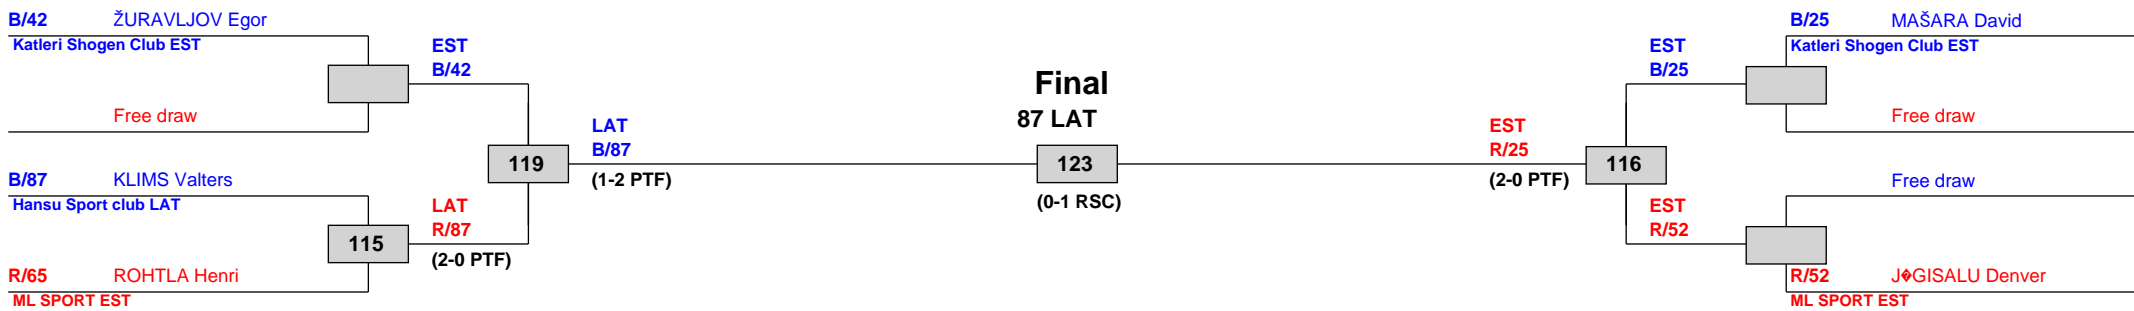 B/42 ŽURAVLJOV Egor
Katleri Shogen Club EST
EST
B/42
Free draw
B/87 KLIMS Valters
Hansu Sport club LAT
115
LAT
R/87
(2-0 PTF)
R/65 ROHTLA Henri
ML SPORT EST
119
LAT
B/87
(1-2 PTF)
Final
87 LAT
123
(0-1 RSC)
EST
R/25
(2-0 PTF)
116
EST
B/25
B/25 MAŠARA David
Katleri Shogen Club EST
Free draw
Free draw
EST
R/52
R/52 J�GISALU Denver
ML SPORT EST